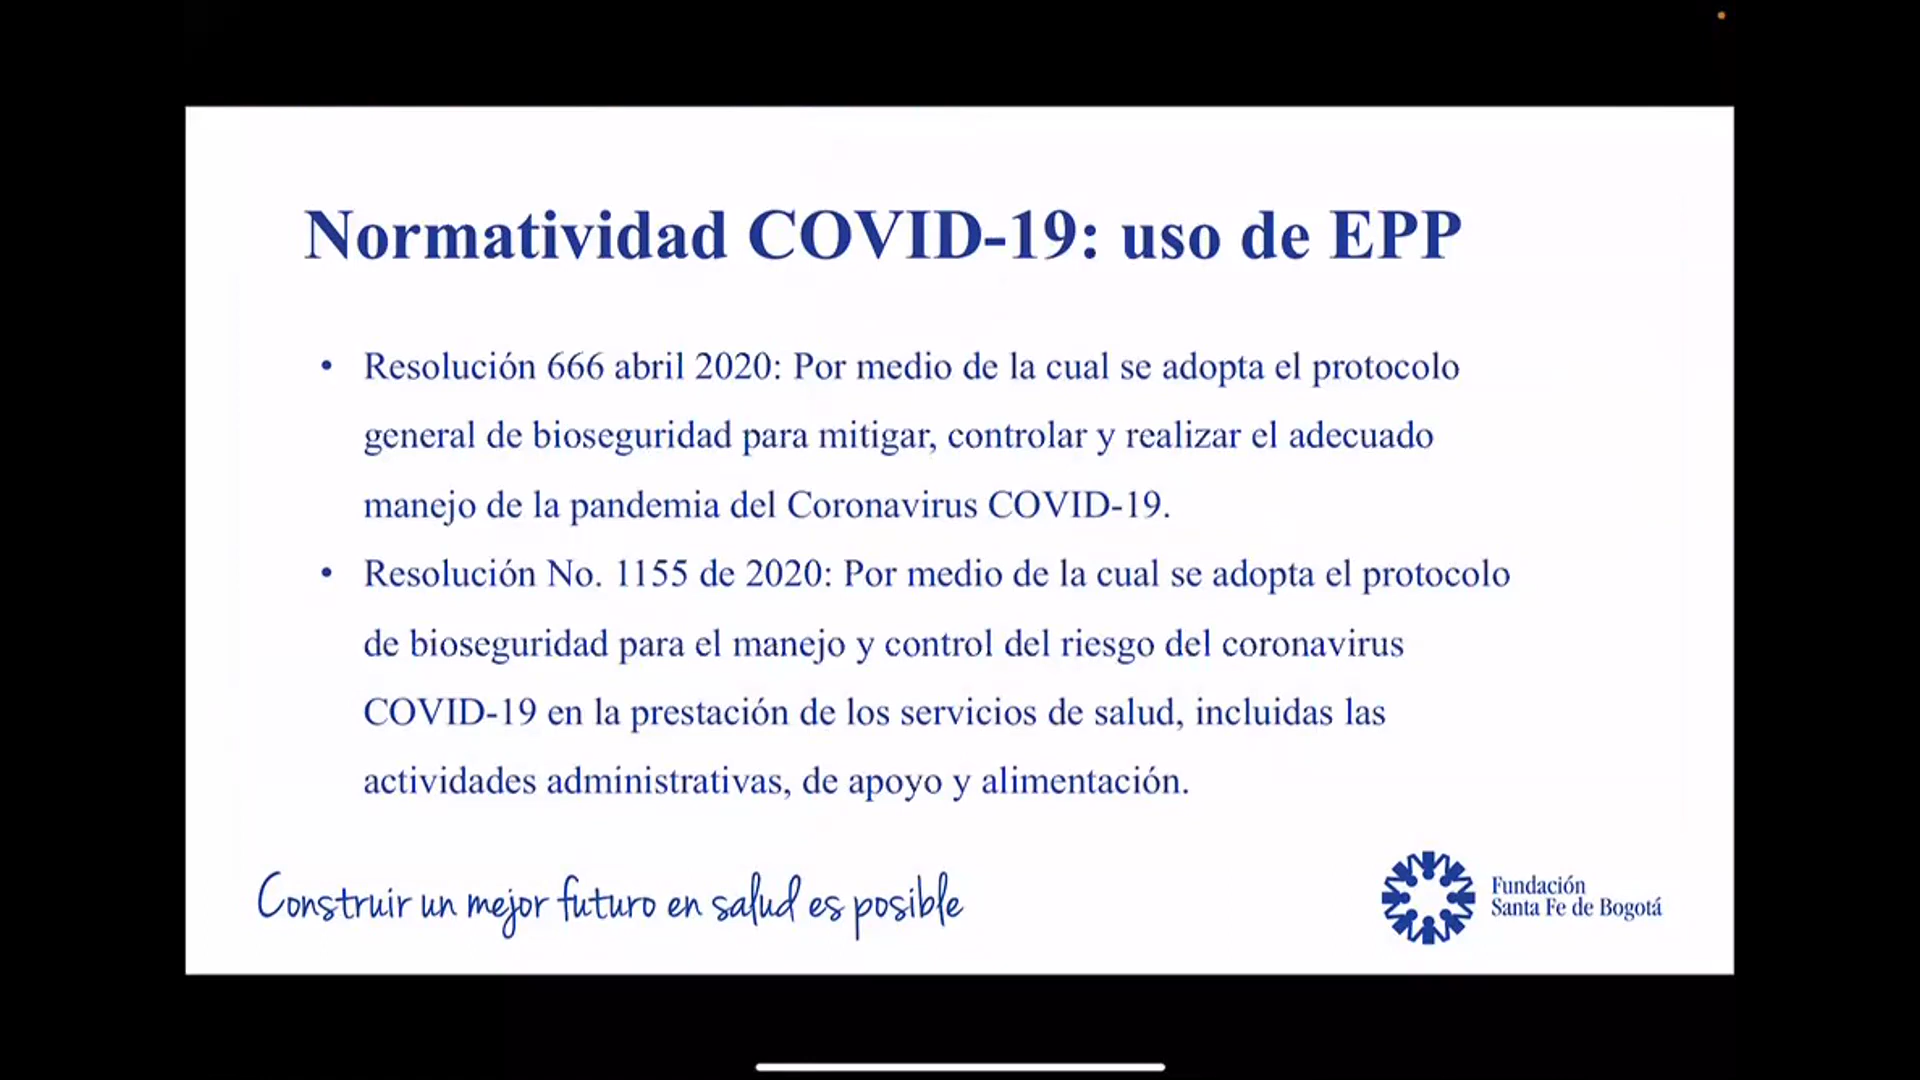 Normatividad COVID-19: uso de EPP
• Resolución 666 abril 2020: Por medio de la cual se adopta el protocolo
general de bioseguridad para mitigar, controlar y realizar el adecuado
manejo de la pandemia del Coronavirus COVID-19.
• Resolución No. 1155 de 2020: Por medio de la cual se adopta el protocolo
de bioseguridad para el manejo y control del riesgo del coronavirus
COVID-19 en la prestación de los servicios de salud, incluidas las
actividades administrativas, de apoyo y alimentación.
Construir un mejor futuro en salud es posible
Fundación
Santa Fe de Bogotá